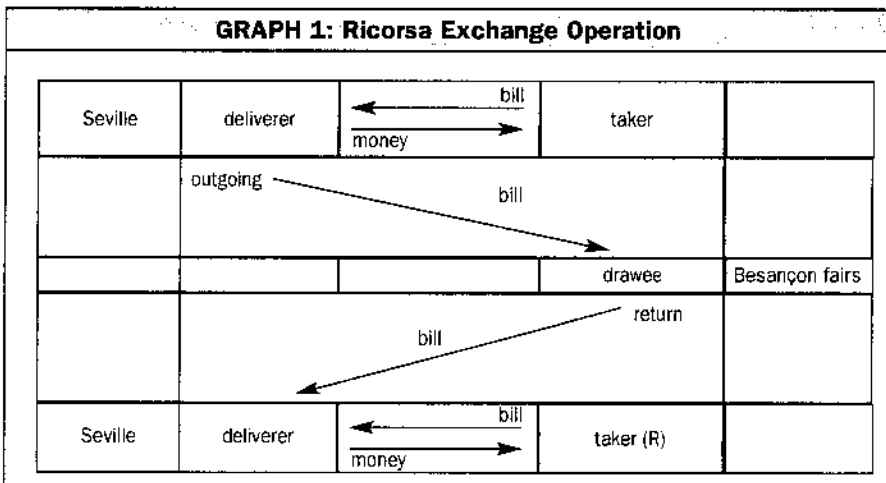 GRAPH 1: Ricorsa Exchange Operation
bill
Seville deliverer taker
money
outgoing
bill
drawee Besançon fairs
return
bill
bill
Seville deliverer taker (R)
money